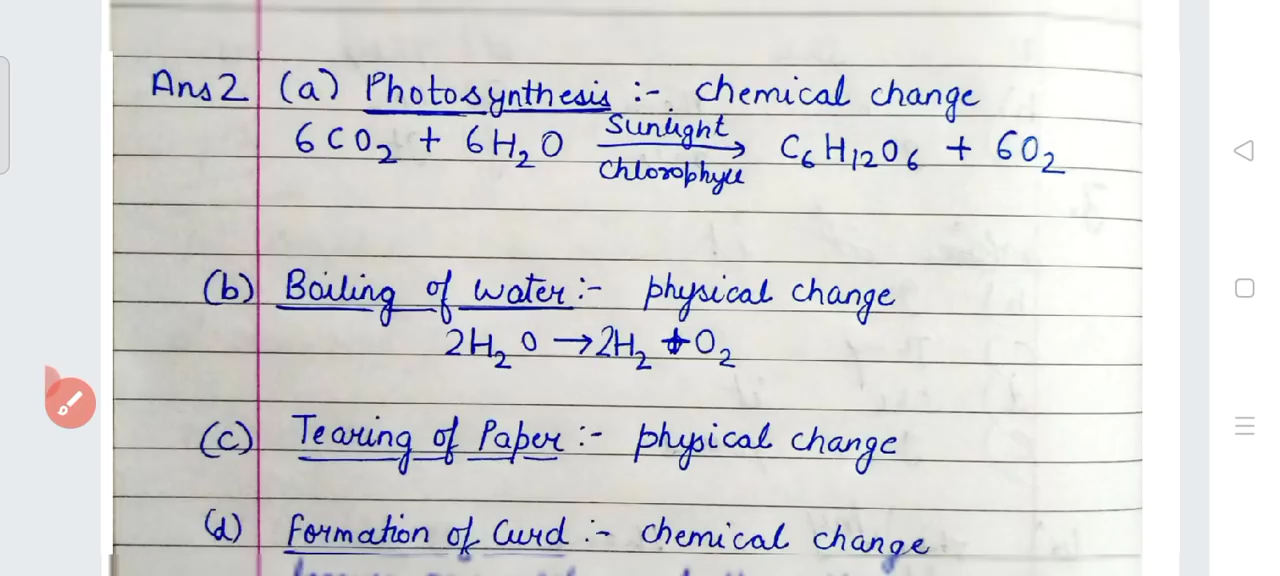 Ans 2 (a) Photosynthesis :- chemical change
6CO₂ + 6H₂O Sunlight → Chlorophyll C₆H₁₂O₆ + 6O₂
(b) Boiling of water :- physical change
2H₂O → 2H₂ + O₂
(c) Tearing of Paper :- physical change
(d) Formation of Curd :- chemical change